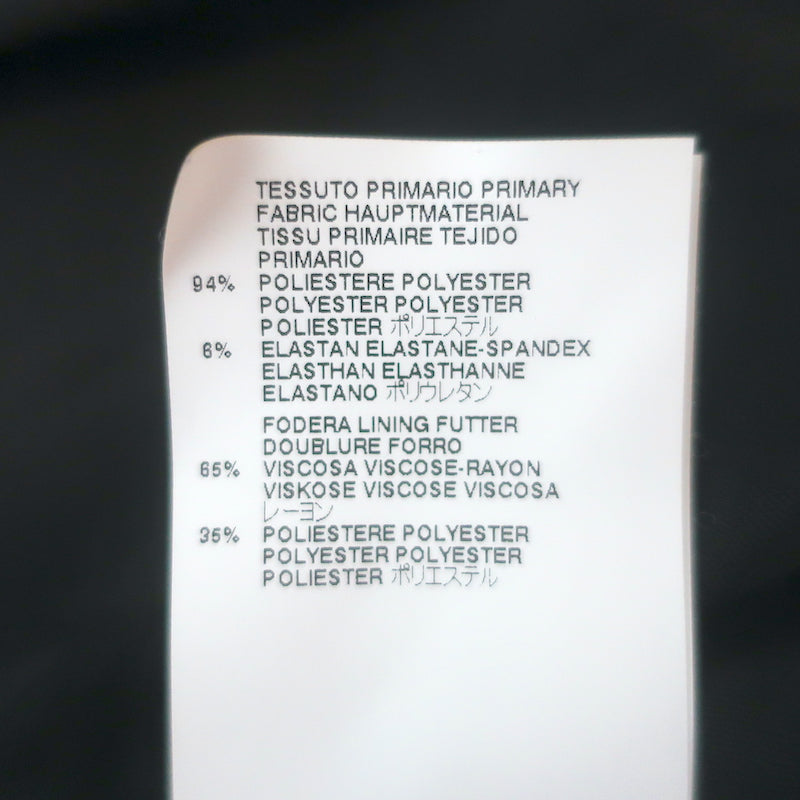 TESSUTO PRIMARIO PRIMARY
FABRIC HAUPTMATERIAL
TISSU PRIMAIRE TEJIDO
PRIMARIO
94% POLIESTERE POLYESTER
POLYESTER POLYESTER
POLIESTER ポリエステル
6% ELASTAN ELASTANE-SPANDEX
ELASTHAN ELASTHANNE
ELASTANO ポリウレタン
FODERA LINING FUTTER
DOUBLURE FORRO
65% VISCOSA VISCOSE-RAYON
VISKOSE VISCOSE VISCOSA
レーヨン
35% POLIESTERE POLYESTER
POLYESTER POLYESTER
POLIESTER ポリエステル